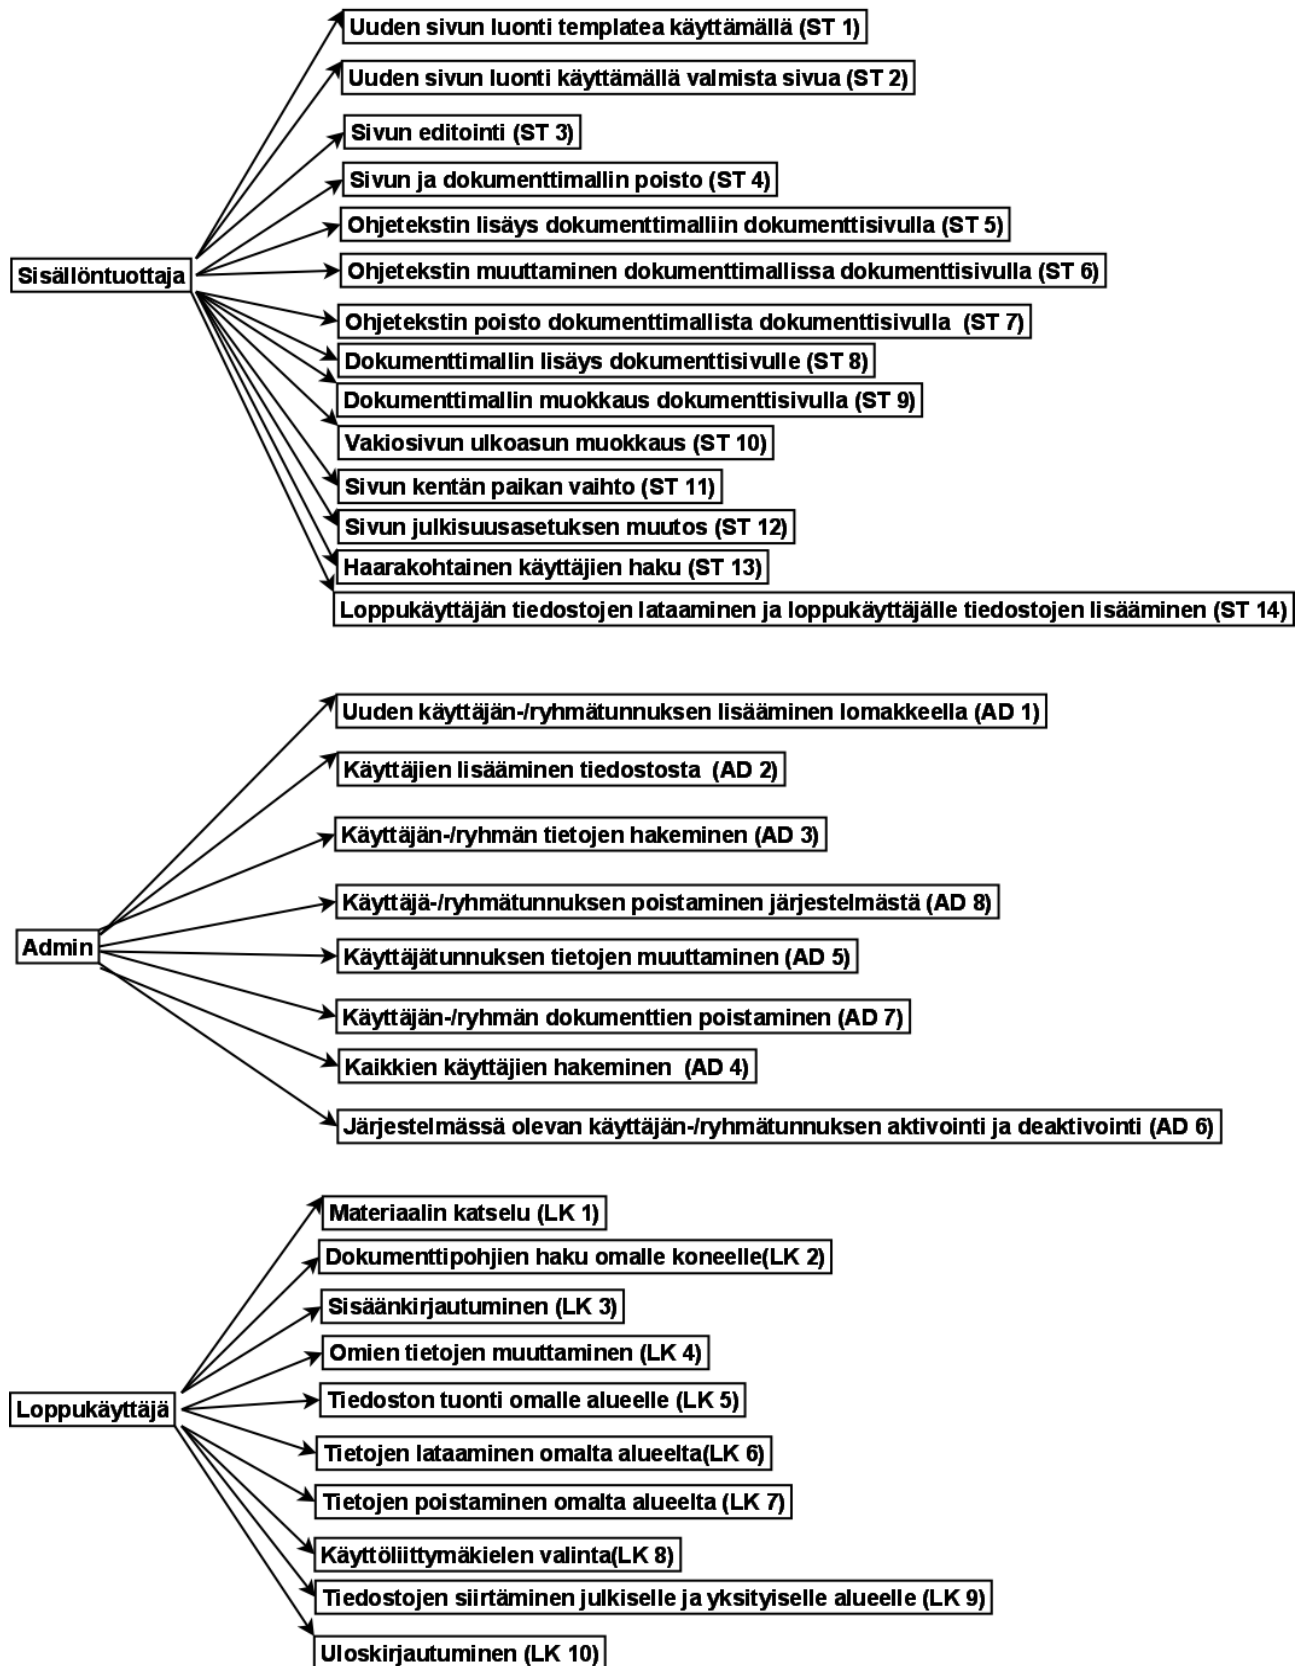 Uuden sivun luonti templatea käyttämällä (ST 1)
Uuden sivun luonti käyttämällä valmista sivua (ST 2)
Sivun editointi (ST 3)
Sivun ja dokumenttimallin poisto (ST 4)
Ohjetekstin lisäys dokumenttimalliin dokumenttisivulla (ST 5)
Sisällöntuottaja
Ohjetekstin muuttaminen dokumenttimallissa dokumenttisivulla (ST 6)
Ohjetekstin poisto dokumenttimallista dokumenttisivulla (ST 7)
Dokumenttimallin lisäys dokumenttisivulle (ST 8)
Dokumenttimallin muokkaus dokumenttisivulla (ST 9)
Vakiosivun ulkoasun muokkaus (ST 10)
Sivun kentän paikan vaihto (ST 11)
Sivun julkisuusasetuksen muutos (ST 12)
Haarakohtainen käyttäjien haku (ST 13)
Loppukäyttäjän tiedostojen lataaminen ja loppukäyttäjälle tiedostojen lisääminen (ST 14)
Uuden käyttäjän-/ryhmätunnuksen lisääminen lomakkeella (AD 1)
Käyttäjien lisääminen tiedostosta (AD 2)
Käyttäjän-/ryhmän tietojen hakeminen (AD 3)
Käyttäjä-/ryhmätunnuksen poistaminen järjestelmästä (AD 8)
Admin
Käyttäjätunnuksen tietojen muuttaminen (AD 5)
Käyttäjän-/ryhmän dokumenttien poistaminen (AD 7)
Kaikkien käyttäjien hakeminen (AD 4)
Järjestelmässä olevan käyttäjän-/ryhmätunnuksen aktivointi ja deaktivointi (AD 6)
Materiaalin katselu (LK 1)
Dokumenttipohjien haku omalle koneelle(LK 2)
Sisäänkirjautuminen (LK 3)
Omien tietojen muuttaminen (LK 4)
Tiedoston tuonti omalle alueelle (LK 5)
Loppukäyttäjä
Tietojen lataaminen omalta alueelta(LK 6)
Tietojen poistaminen omalta alueelta (LK 7)
Käyttöliittymäkielen valinta(LK 8)
Tiedostojen siirtäminen julkiselle ja yksityiselle alueelle (LK 9)
Uloskirjautuminen (LK 10)